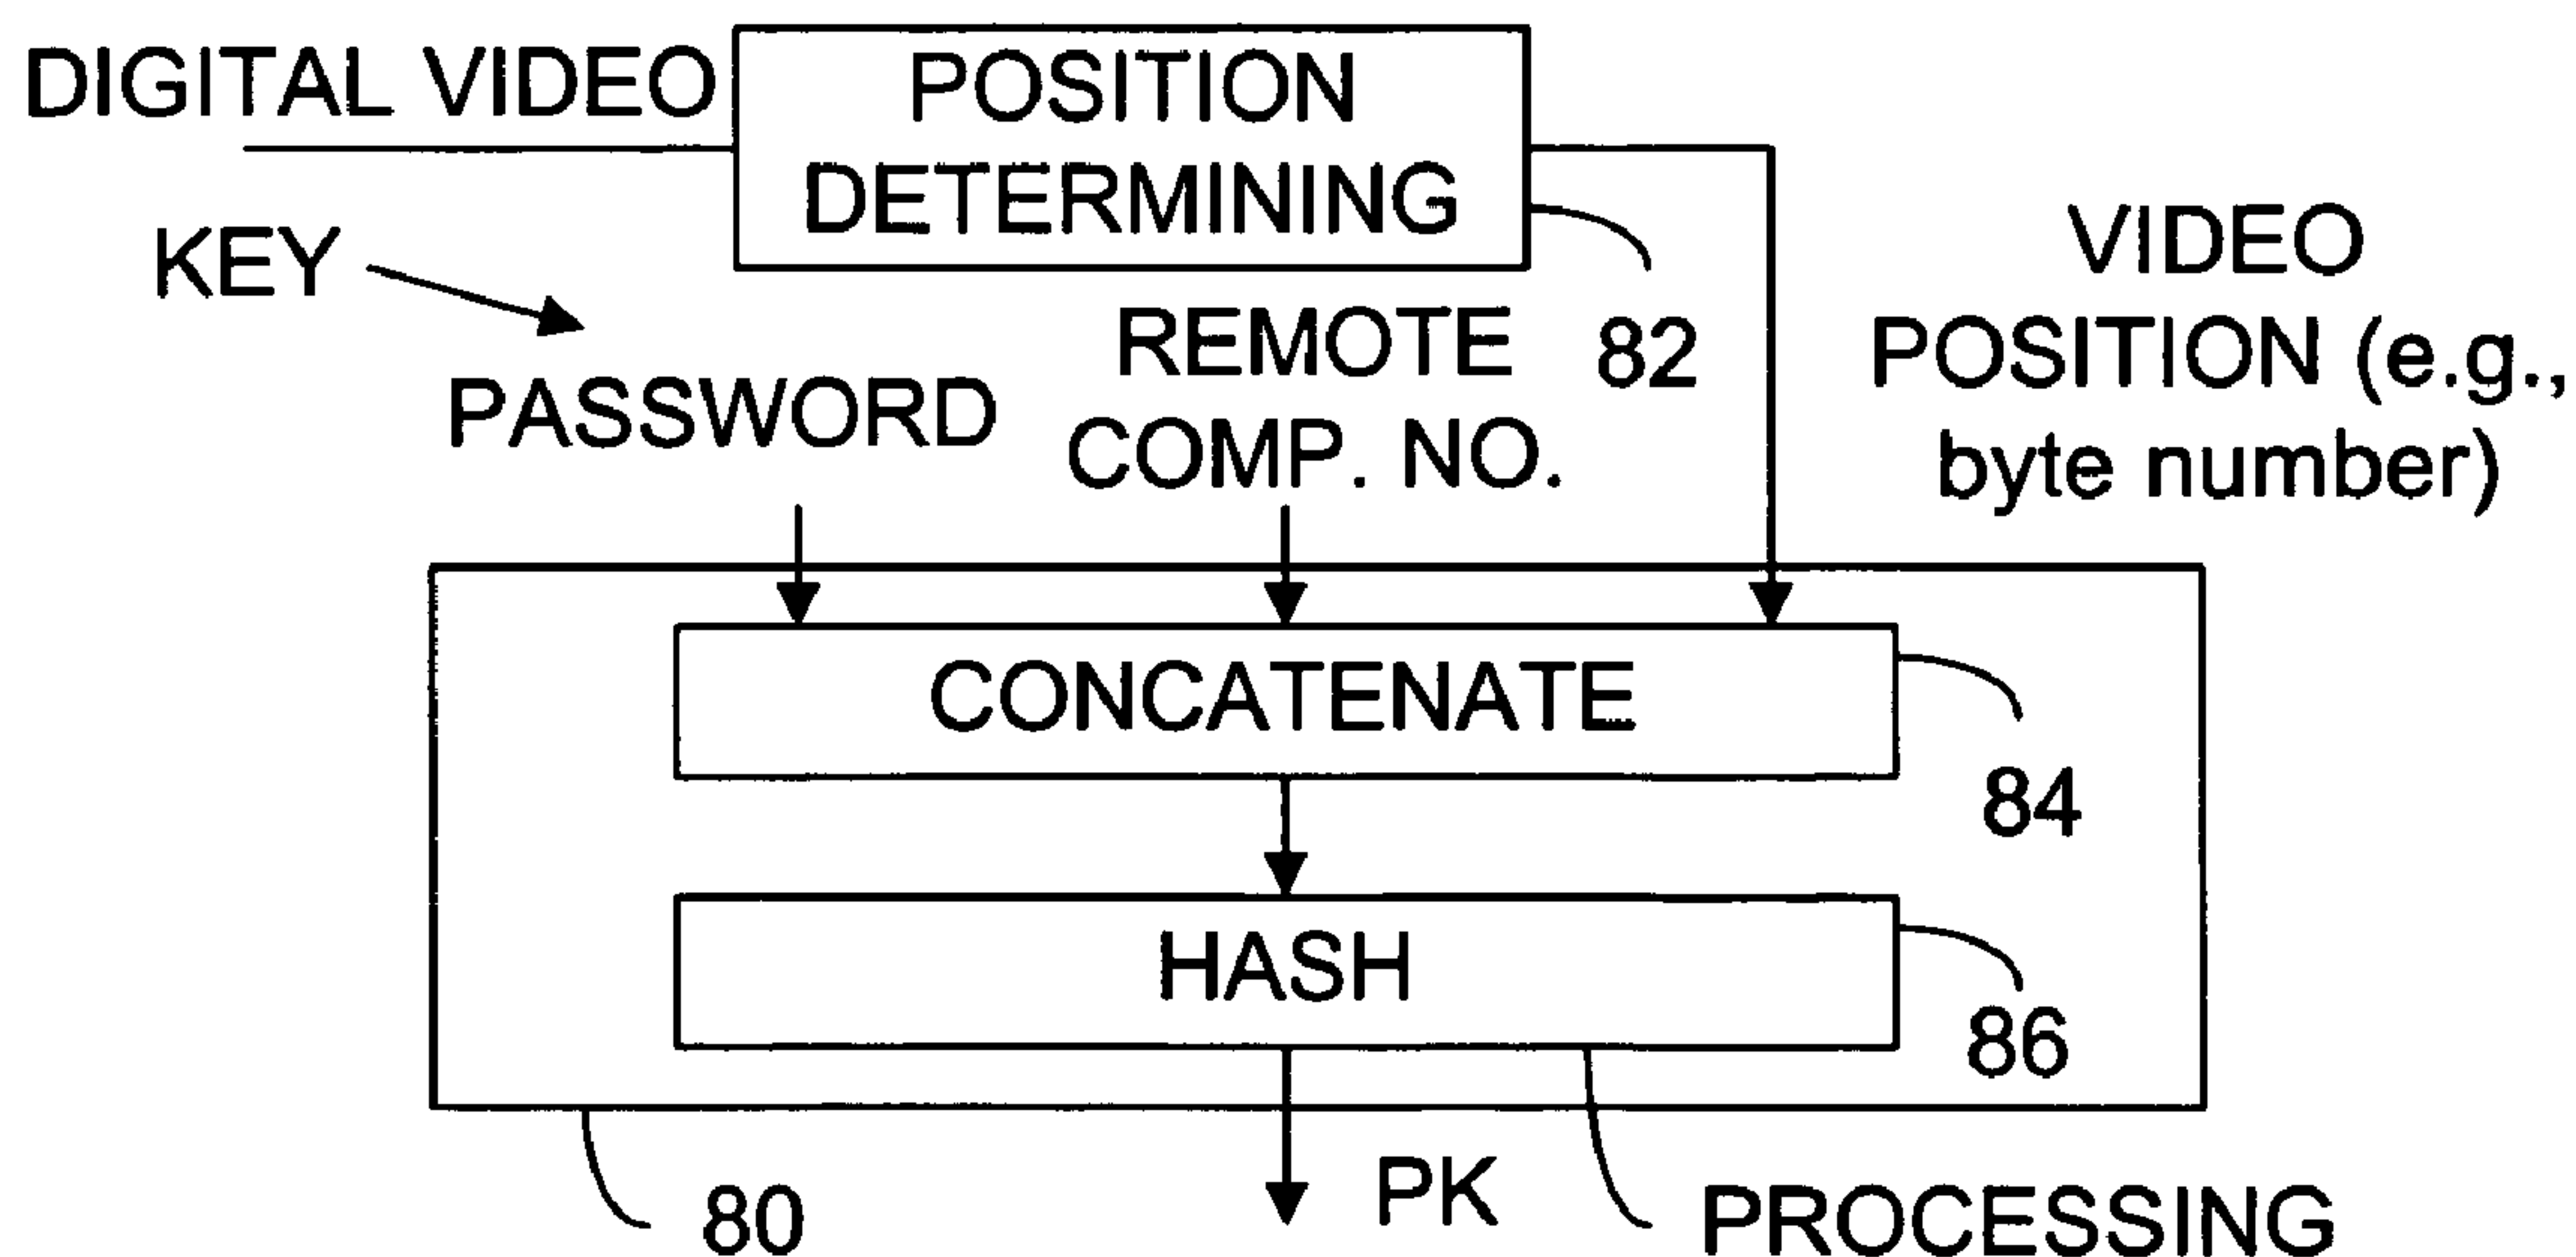 DIGITAL VIDEO
POSITION
DETERMINING
KEY
PASSWORD
REMOTE
COMP. NO.
82
VIDEO
POSITION (e.g.,
byte number)
CONCATENATE
84
HASH
86
80
PK
PROCESSING